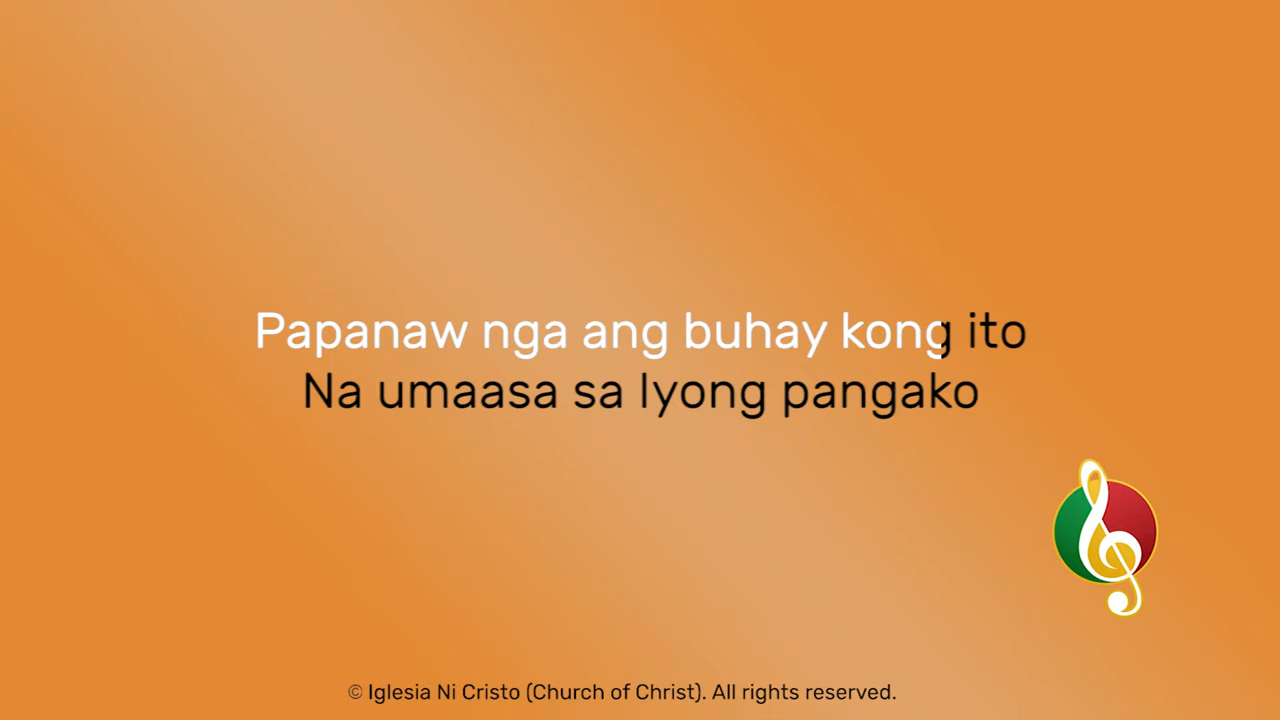 Papanaw nga ang buhay kong ito
Na umaasa sa Iyong pangako
© Iglesia Ni Cristo (Church of Christ). All rights reserved.